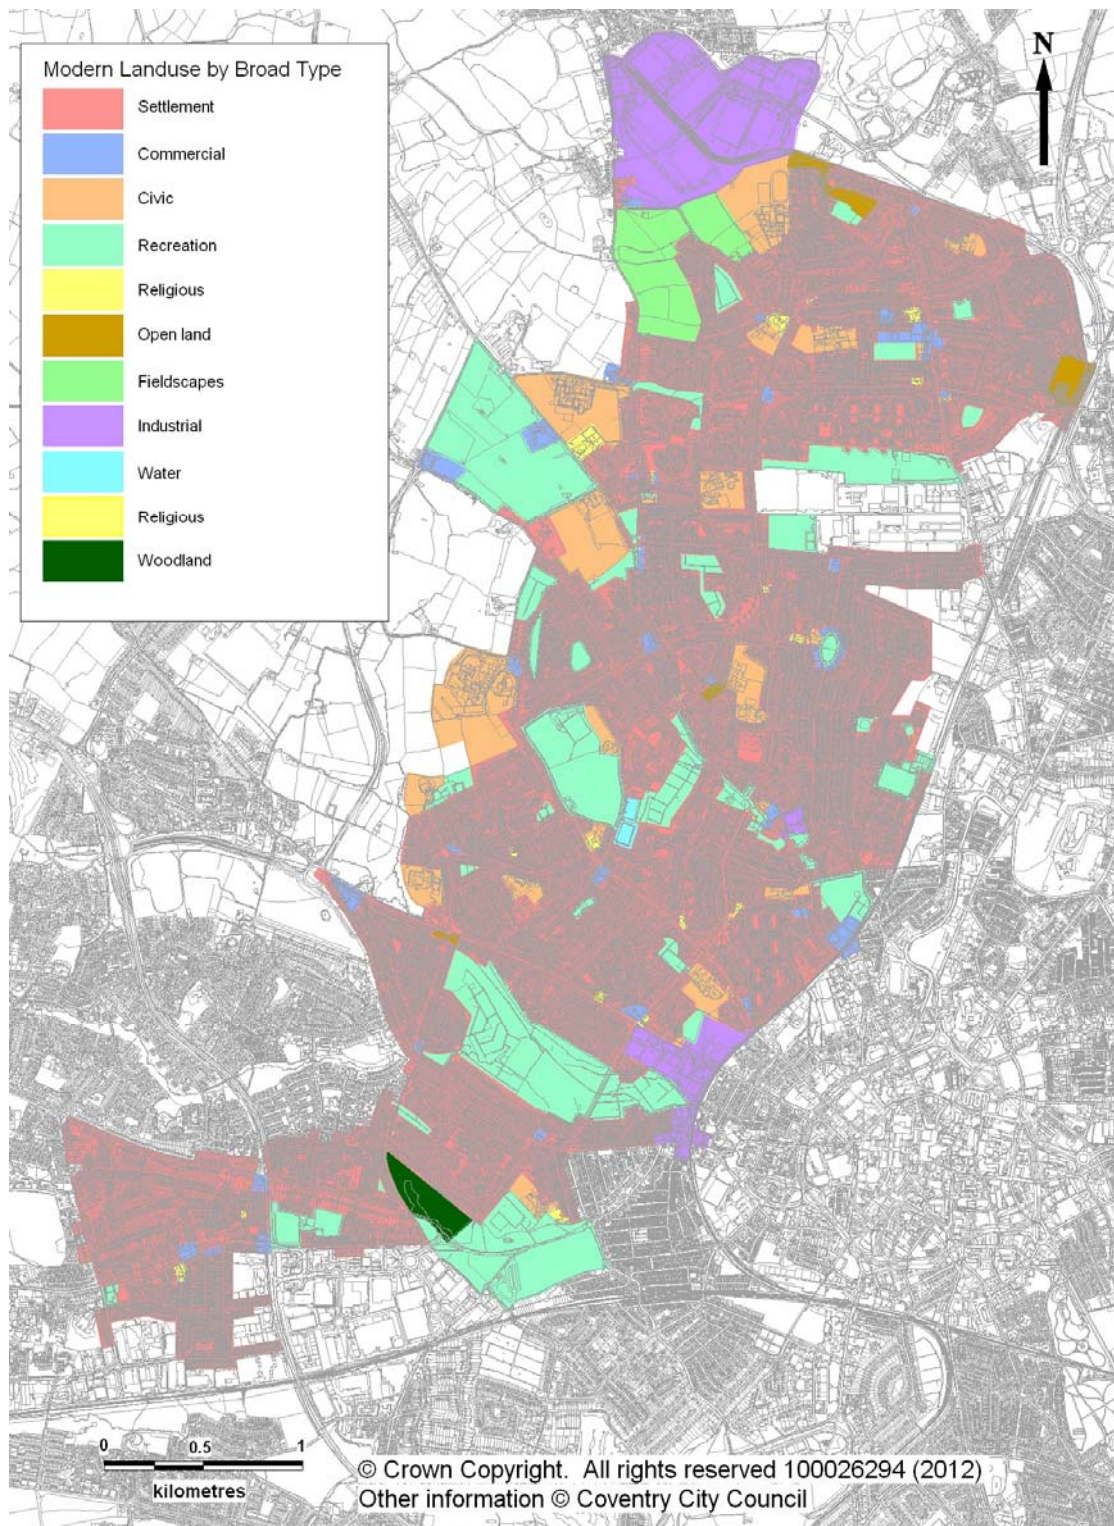 Modern Landuse by Broad Type
Settlement
Commercial
Civic
Recreation
Religious
Open land
Fieldscapes
Industrial
Water
Religious
Woodland
N
0 0.5 1
kilometres
© Crown Copyright. All rights reserved 100026294 (2012)
Other information © Coventry City Council